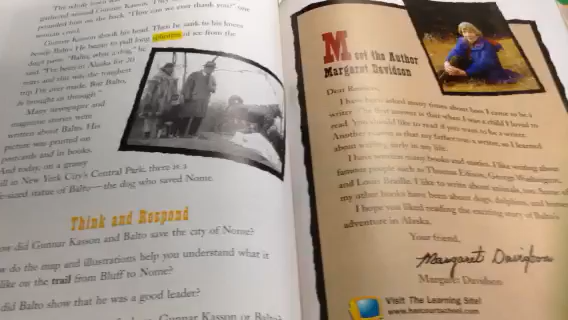 The whole town was
gathered around Gunnar Kasson. They
pounded him on the back. "How can we ever thank you?" one
woman cried.
Gunnar Kasson shook his head. Then he sank to his knees
beside Balto. He began to pull long splinters of ice from the
dog's paws. "Balto, what a dog," he
said. "I've been in Alaska for 20
years and this was the toughest
trip I've ever made. But Balto,
he brought us through."
Many newspaper and
magazine stories were
written about Balto. His
picture was printed on
postcards and in books.
And today, on a grassy
hill in New York City's Central Park, there is a
life-sized statue of Balto—the dog who saved Nome.
Think and Respond
How did Gunnar Kasson and Balto save the city of Nome?
How do the map and illustrations help you understand what it
like on the trail from Bluff to Nome?
did Balto show that he was a good leader?
Gunnar Kasson or Balto
Meet the Author
Margaret Davidson
Dear Readers,
I have been asked many times about how I came to be a
writer. The first answer is that when I was a child I loved to
read. You should like to read if you want to be a writer.
Another reason is that my father was a writer, so I learned
about writing early in my life.
I have written many books and stories. I like writing about
famous people such as Thomas Edison, George Washington,
and Louis Braille. I like to write about animals, too. Some of
my other books have been about dogs, dolphins, and horses.
I hope you liked reading the exciting story of Balto's
adventure in Alaska.
Your friend,
Margaret Davidson
Margaret Davidson
Visit The Learning Site!
www.harcourtschool.com